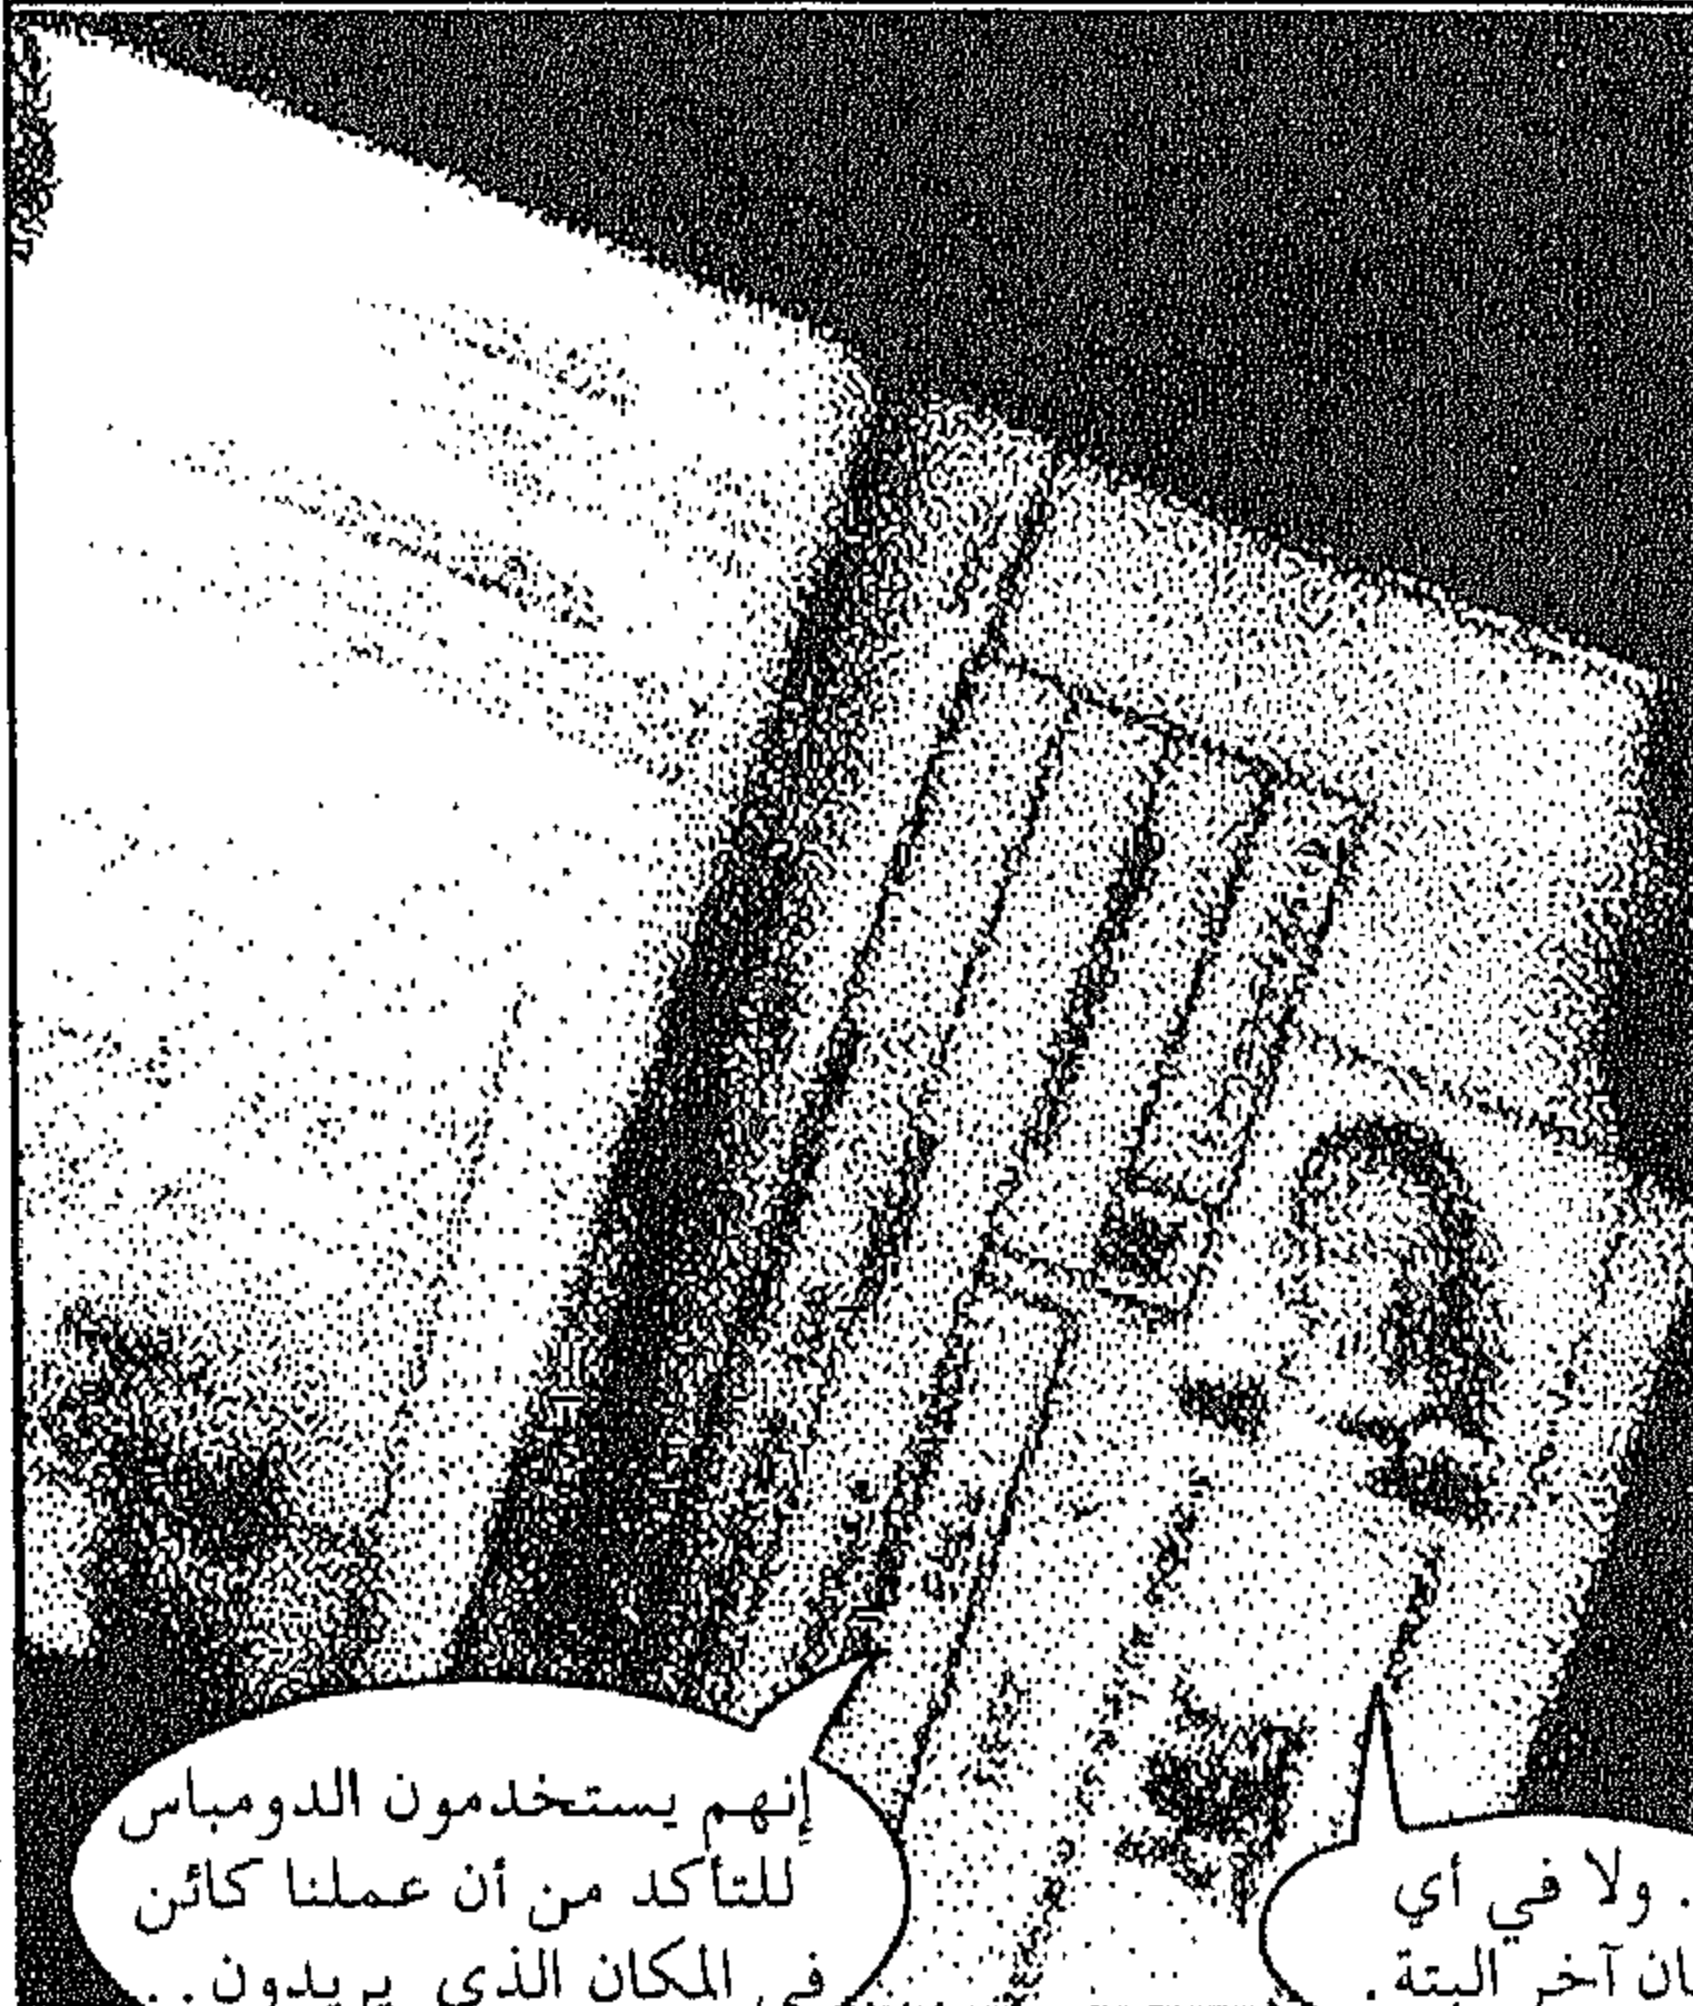 إنهم يستخدمون الدومباس
للتأكد من أن عملنا كائن
في المكان الذي يريدون . .
. ولا في أي
آخر البتة .